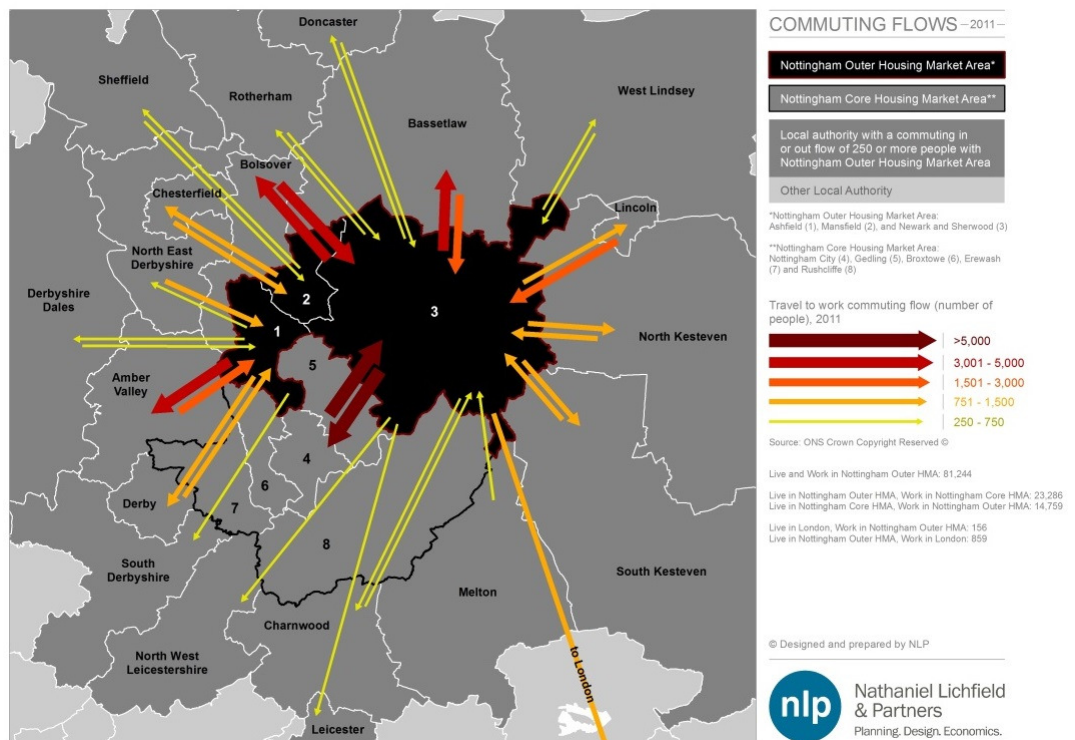 Doncaster
Sheffield
Rotherham
West Lindsey
Bassetlaw
Bolsover
Chesterfield
Lincoln
North East
Derbyshire
Derbyshire
Dales
2
3
1
North Kesteven
5
Amber
Valley
4
6
Derby
7
8
South
Derbyshire
South Kesteven
Melton
Charnwood
North West
Leicestershire
to London
Leicester
COMMUTING FLOWS –2011–
Nottingham Outer Housing Market Area*
Nottingham Core Housing Market Area**
Local authority with a commuting in
or out flow of 250 or more people with
Nottingham Outer Housing Market Area
Other Local Authority
*Nottingham Outer Housing Market Area:
Ashfield (1), Mansfield (2), and Newark and Sherwood (3)
**Nottingham Core Housing Market Area:
Nottingham City (4), Gedling (5), Broxtowe (6), Erewash
(7) and Rushcliffe (8)
Travel to work commuting flow (number of
people), 2011
>5,000
3,001 - 5,000
1,501 - 3,000
751 - 1,500
250 - 750
Source: ONS Crown Copyright Reserved ©
Live and Work in Nottingham Outer HMA: 81,244
Live in Nottingham Outer HMA, Work in Nottingham Core HMA: 23,286
Live in Nottingham Core HMA, Work in Nottingham Outer HMA: 14,759
Live in London, Work in Nottingham Outer HMA: 156
Live in Nottingham Outer HMA, Work in London: 859
© Designed and prepared by NLP
nlp
Nathaniel Lichfield
& Partners
Planning. Design. Economics.